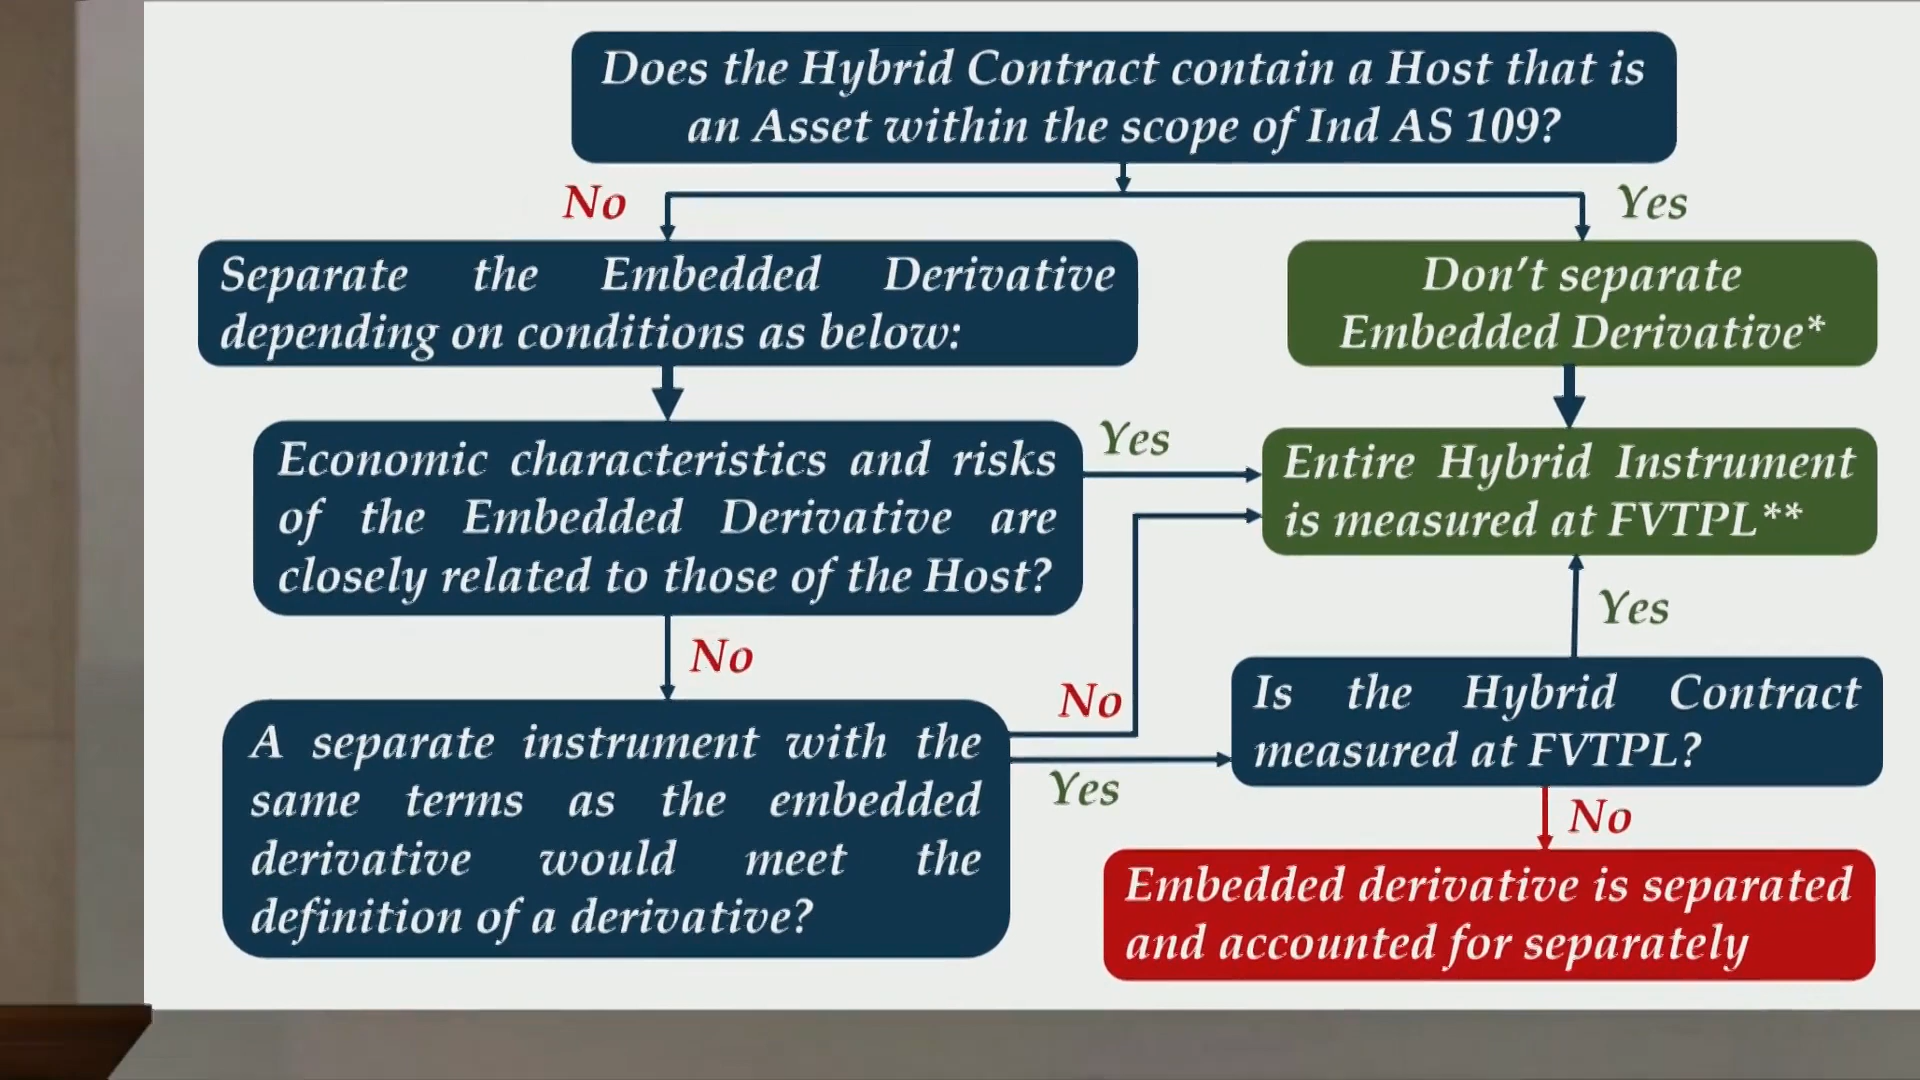 Does the Hybrid Contract contain a Host that is
an Asset within the scope of Ind AS 109?
No
Yes
Separate the Embedded Derivative
depending on conditions as below:
Don't separate
Embedded Derivative*
Economic characteristics and risks
of the Embedded Derivative are
closely related to those of the Host?
Yes
Entire Hybrid Instrument
is measured at FVTPL**
No
Yes
A separate instrument with the
same terms as the embedded
derivative would meet the
definition of a derivative?
No
Yes
Is the Hybrid Contract
measured at FVTPL?
No
Embedded derivative is separated
and accounted for separately